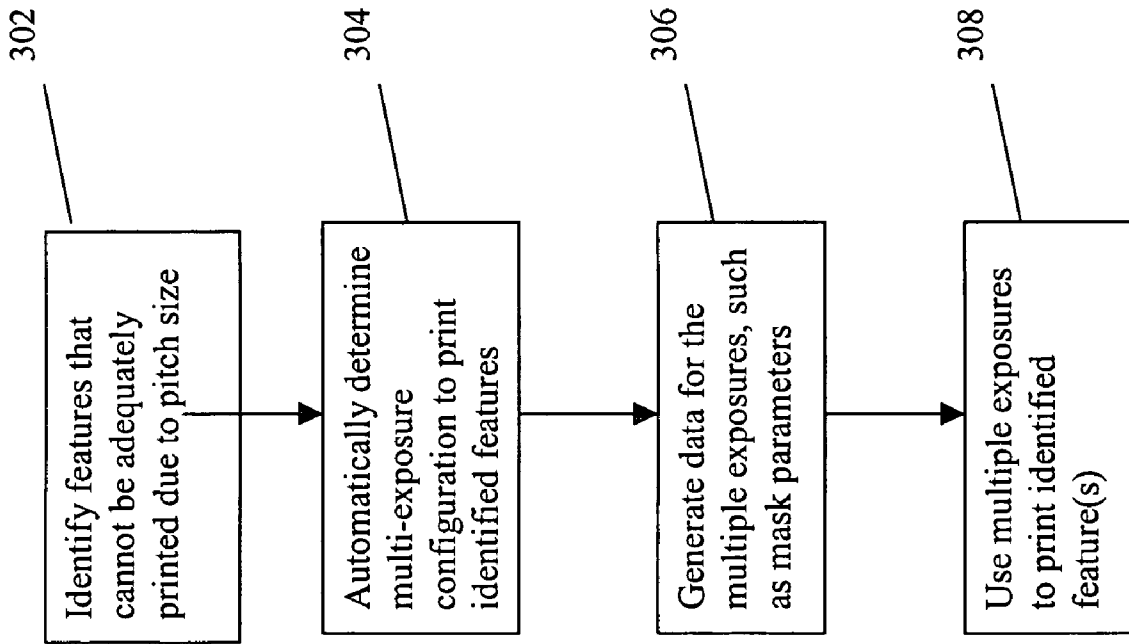 302
Identify features that
cannot be adequately
printed due to pitch size
304
Automatically determine
multi-exposure
configuration to print
identified features
306
Generate data for the
multiple exposures, such
as mask parameters
308
Use multiple exposures
to print identified
feature(s)